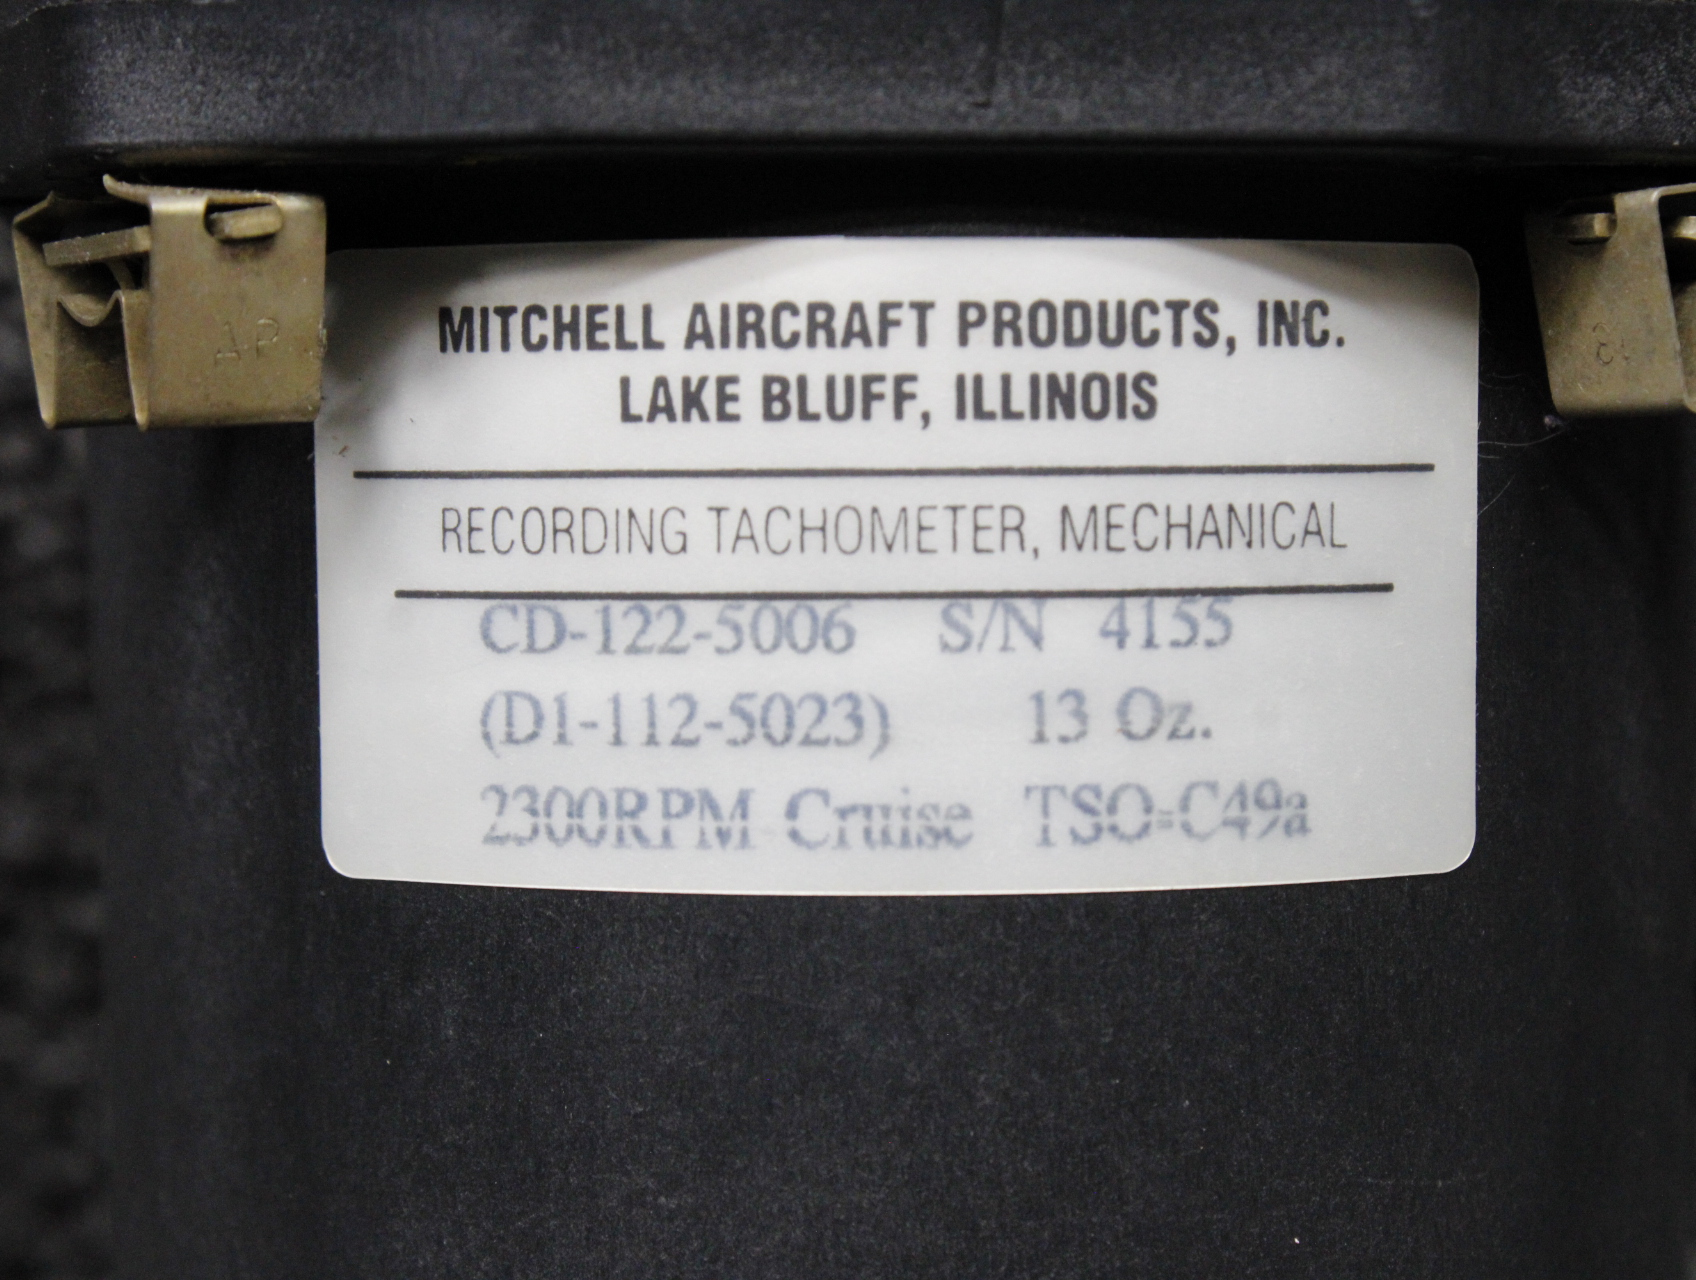 MITCHELL AIRCRAFT PRODUCTS, INC.
LAKE BLUFF, ILLINOIS
RECORDING TACHOMETER, MECHANICAL
CD-122-5006 S/N 4155
(D1-112-5023) 13 Oz.
2300RPM Cruise TSO=C49a
AP